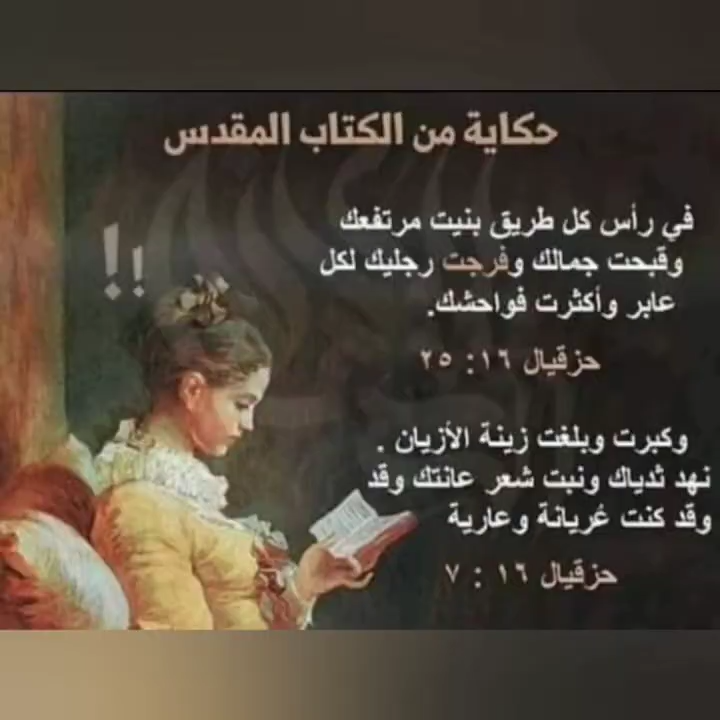 حكاية من الكتاب المقدس
في رأس كل طريق بنيت مرتفعك
وقبحت جمالك وفرجت رجليك لكل
عابر وأكثرت فواحشك.
!!
حزقيال ١٦: ٢٥
وكبرت وبلغت زينة الأزيان .
نهد ثدياك ونبت شعر عانتك وقد
وقد كنت عُريانة وعارية
حزقيال ١٦ : ٧